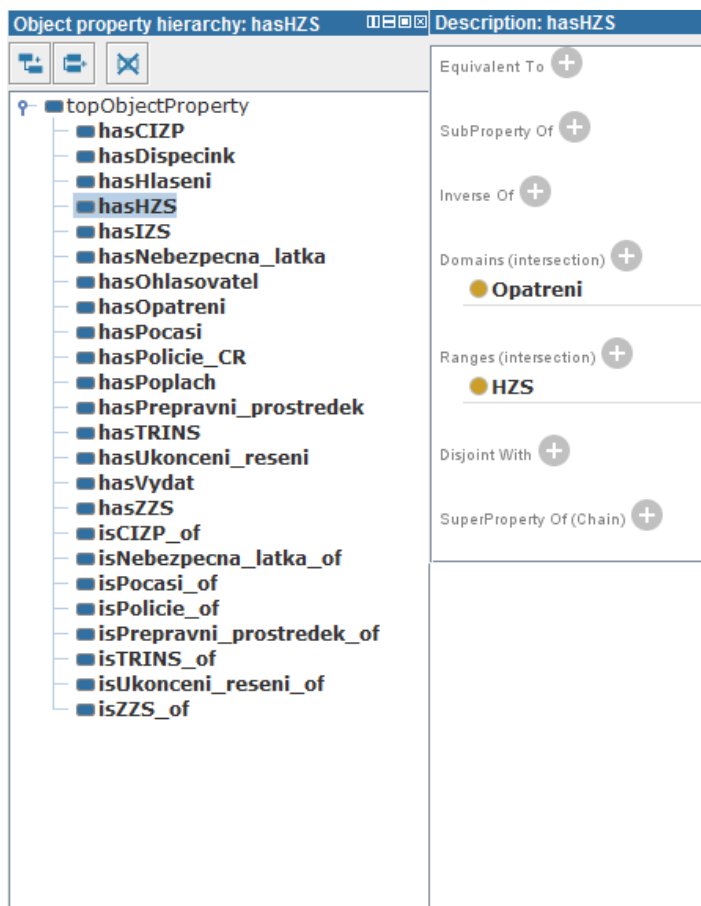 Object property hierarchy: hasHZS
topObjectProperty
hasCIZP
hasDispecink
hasHlaseni
hasHZS
hasIZS
hasNebezpecna_latka
hasOhlasovatel
hasOpatreni
hasPocasi
hasPolicie_CR
hasPoplach
hasPrepravni_prostredek
hasTRINS
hasUkonceni_reseni
hasVydat
hasZZS
isCIZP_of
isNebezpecna_latka_of
isPocasi_of
isPolicie_of
isPrepravni_prostredek_of
isTRINS_of
isUkonceni_reseni_of
isZZS_of
Description: hasHZS
Equivalent To
SubProperty Of
Inverse Of
Domains (intersection)
Opatreni
Ranges (intersection)
HZS
Disjoint With
SuperProperty Of (Chain)